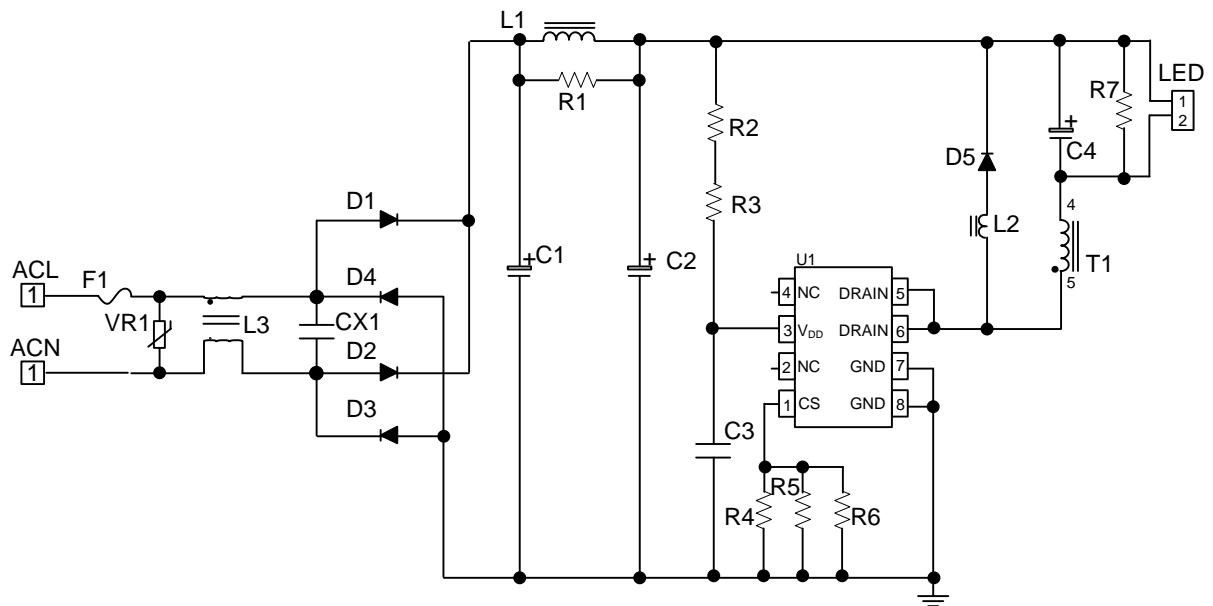 L1
LED
R1
R7
1
2
R2
+
D5
C4
R3
D1
4
L2
C1
+
C2
+
T1
U1
5
ACL
F1
D4
4 NC DRAIN 5
1
VR1
L3
CX1
3 VDD DRAIN 6
ACN
D2
2 NC GND 7
1
D3
1 CS GND 8
C3
R5
R4
R6